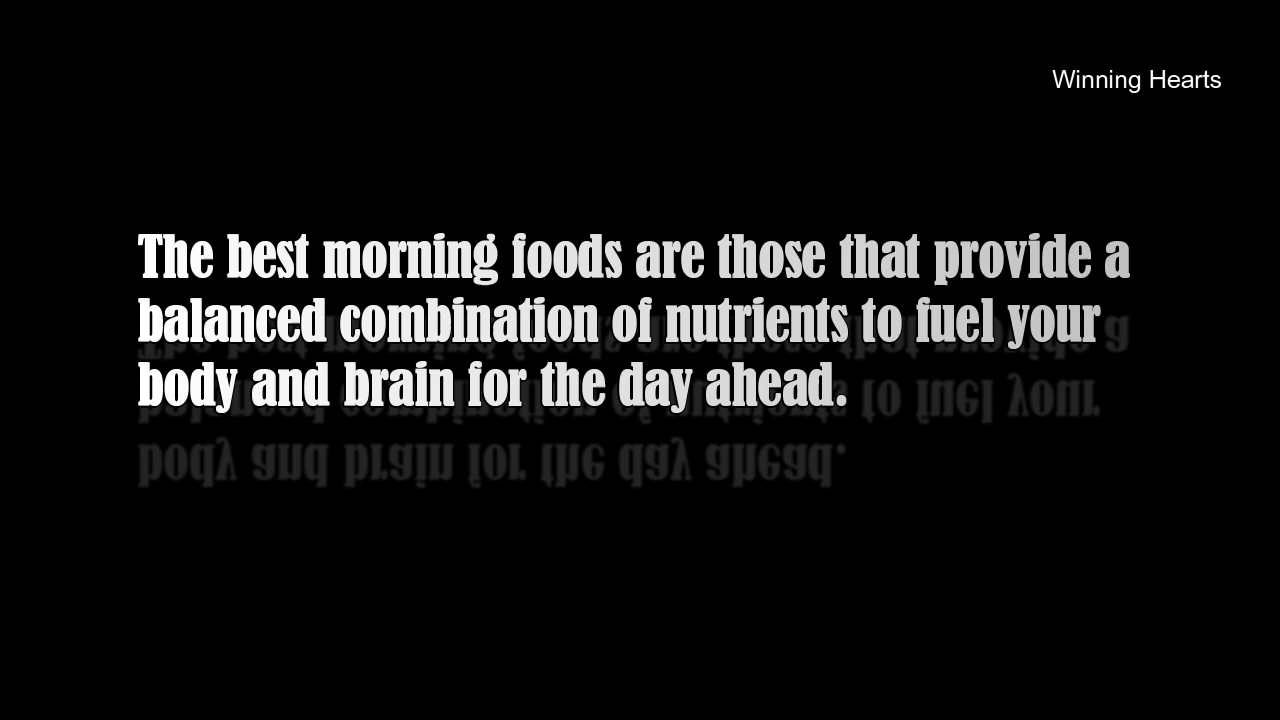 Winning Hearts
The best morning foods are those that provide a
balanced combination of nutrients to fuel your
body and brain for the day ahead.